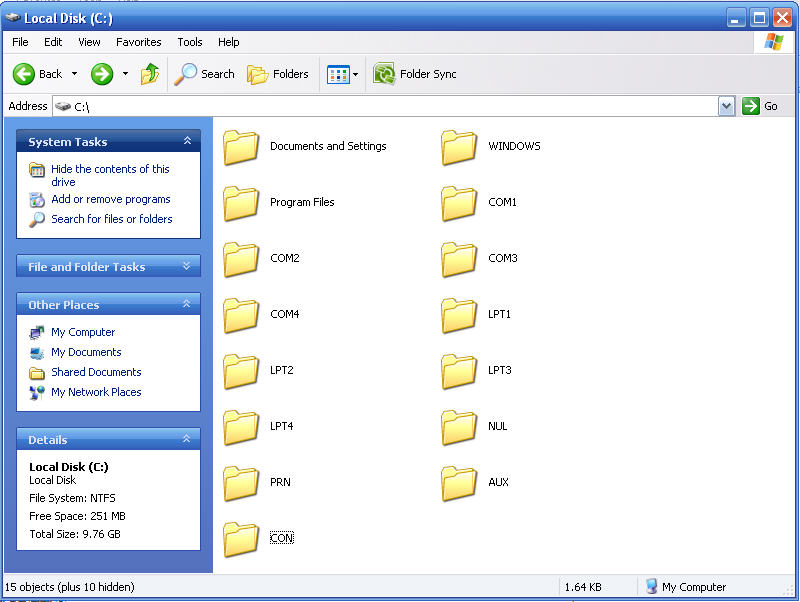 Local Disk (C:)
File Edit View Favorites Tools Help
Back Search Folders Folder Sync
Address C:\ Go
System Tasks
Hide the contents of this
drive
Add or remove programs
Search for files or folders
File and Folder Tasks
Other Places
My Computer
My Documents
Shared Documents
My Network Places
Details
Local Disk (C:)
Local Disk
File System: NTFS
Free Space: 251 MB
Total Size: 9.76 GB
Documents and Settings WINDOWS
Program Files COM1
COM2 COM3
COM4 LPT1
LPT2 LPT3
LPT4 NUL
PRN AUX
CON
15 objects (plus 10 hidden) 1.64 KB My Computer